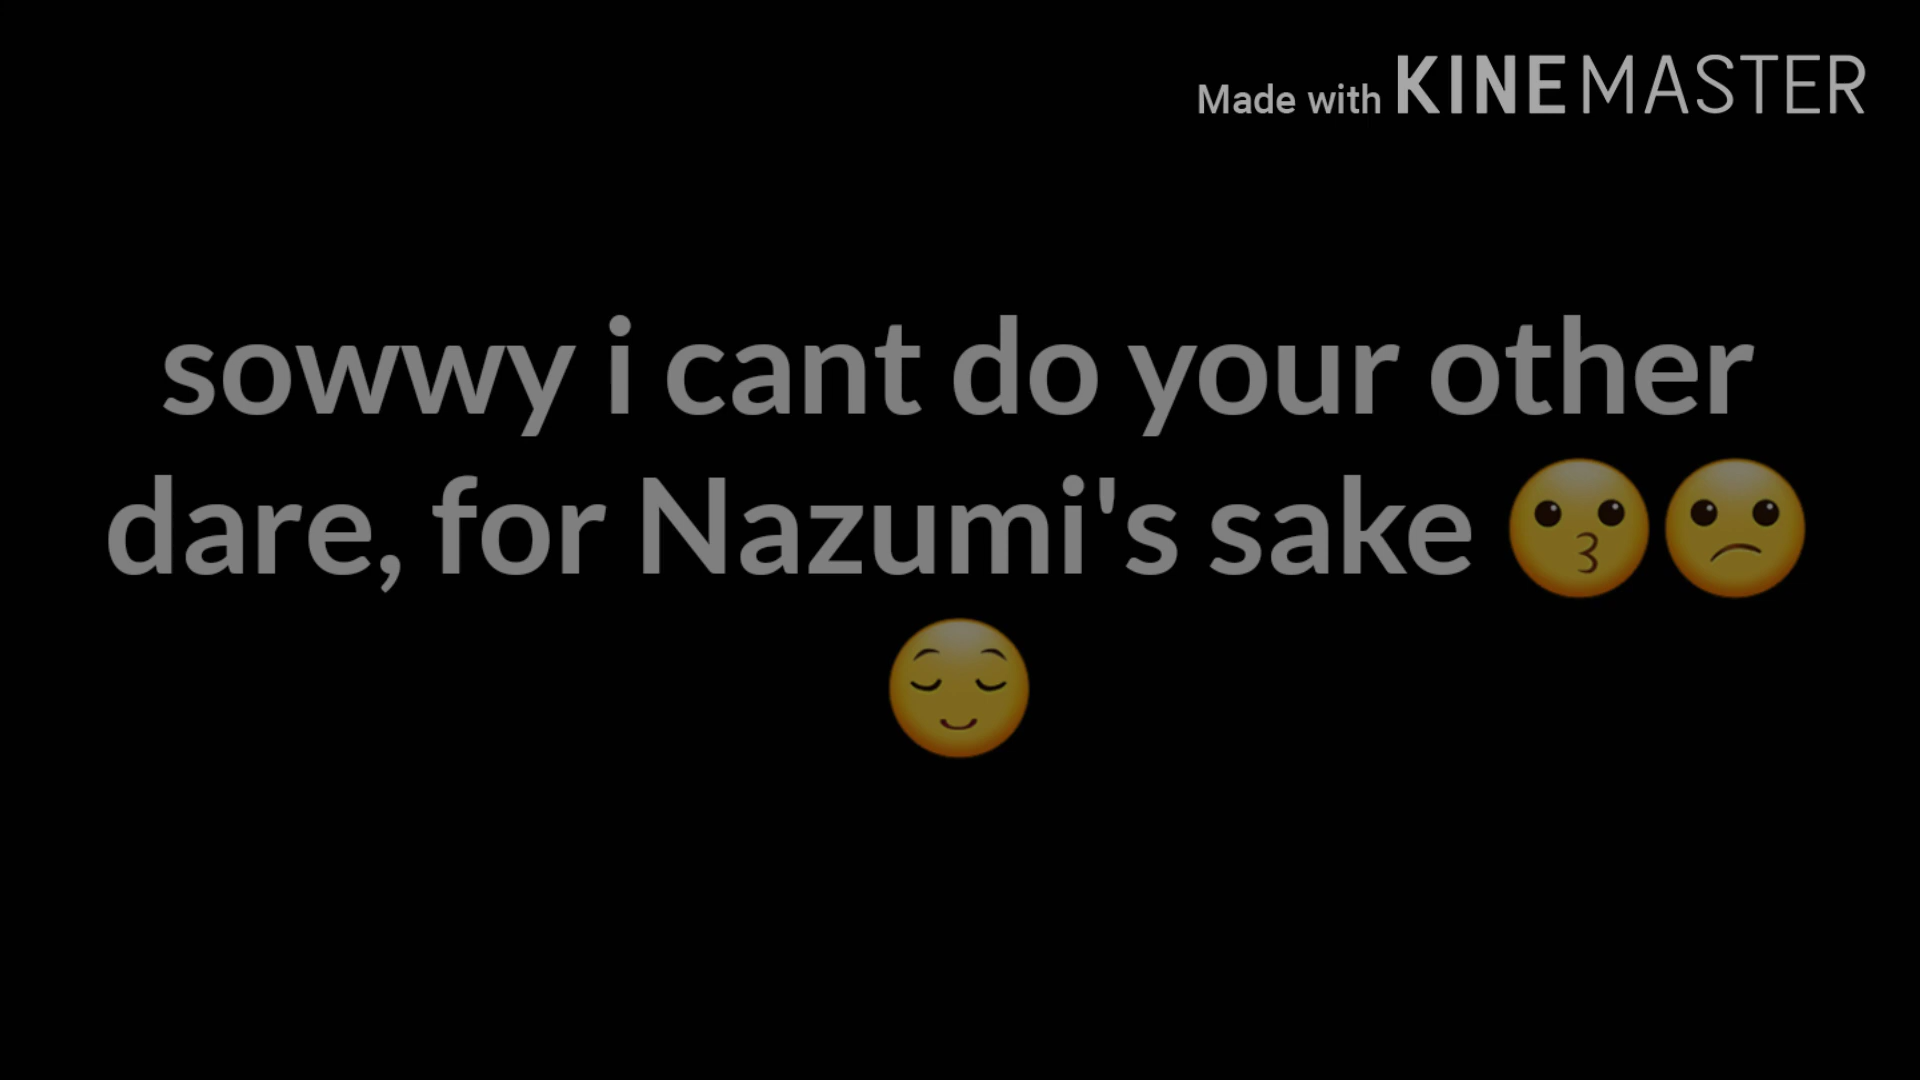 Made with KINEMASTER
sowwy i cant do your other
dare, for Nazumi's sake 😗😕
😌